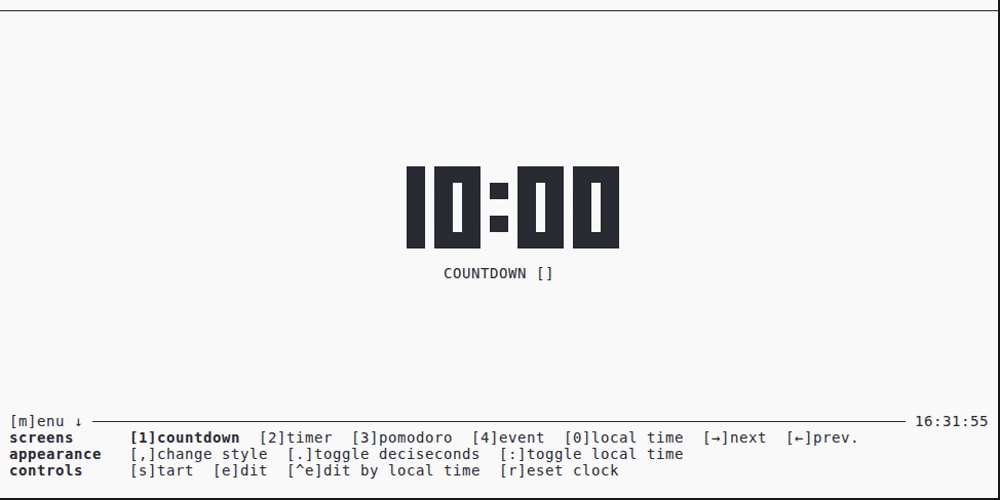 10:00
COUNTDOWN []
[m]enu ↓ 16:31:55
screens [1]countdown [2]timer [3]pomodoro [4]event [0]local time [→]next [←]prev.
appearance [,]change style [.]toggle deciseconds [:]toggle local time
controls [s]tart [e]dit [^e]dit by local time [r]eset clock